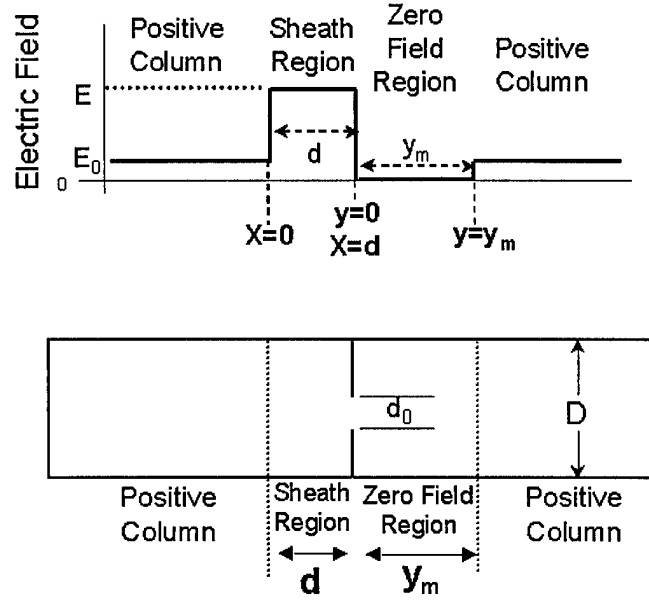 Positive
Column
Sheath
Region
Zero
Field
Region
Positive
Column
Electric Field
E
E0
0
d
ym
X=0
y=0
X=d
y=ym
d0
D
Positive
Column
Sheath
Region
Zero Field
Region
Positive
Column
d
ym